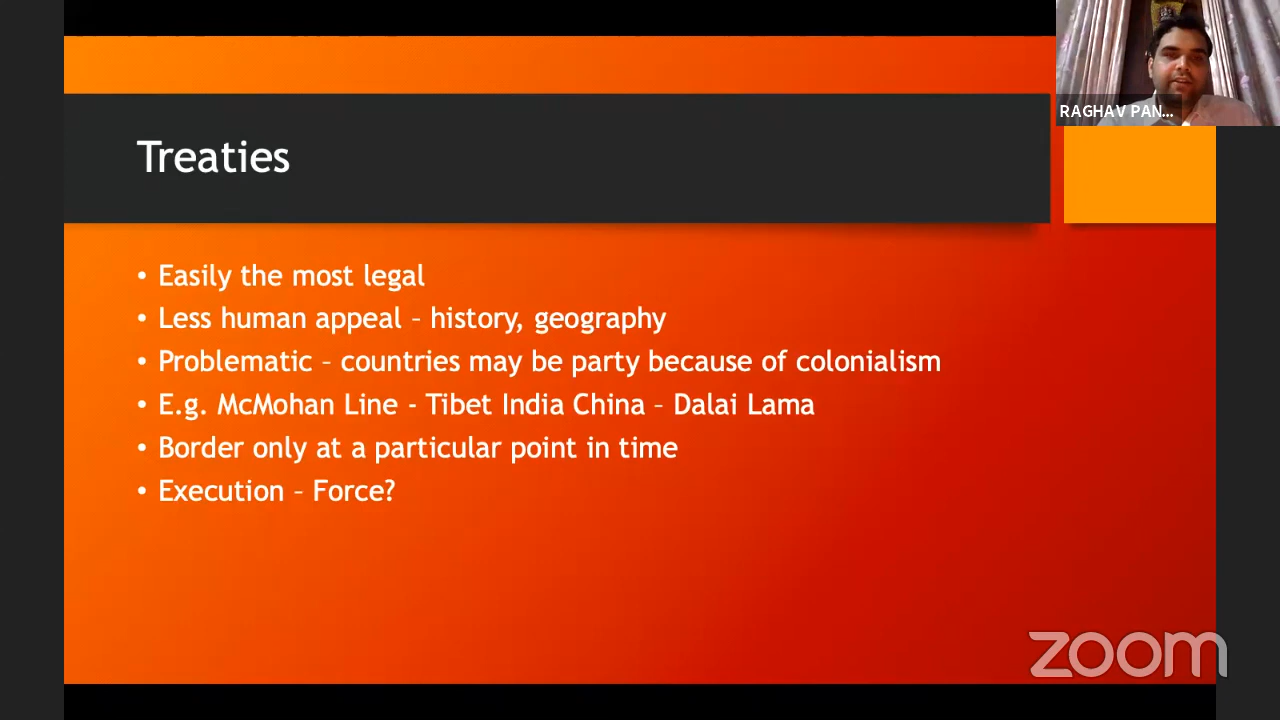 RAGHAV PAN...
Treaties
• Easily the most legal
• Less human appeal – history, geography
• Problematic – countries may be party because of colonialism
• E.g. McMohan Line - Tibet India China – Dalai Lama
• Border only at a particular point in time
• Execution – Force?
zoom